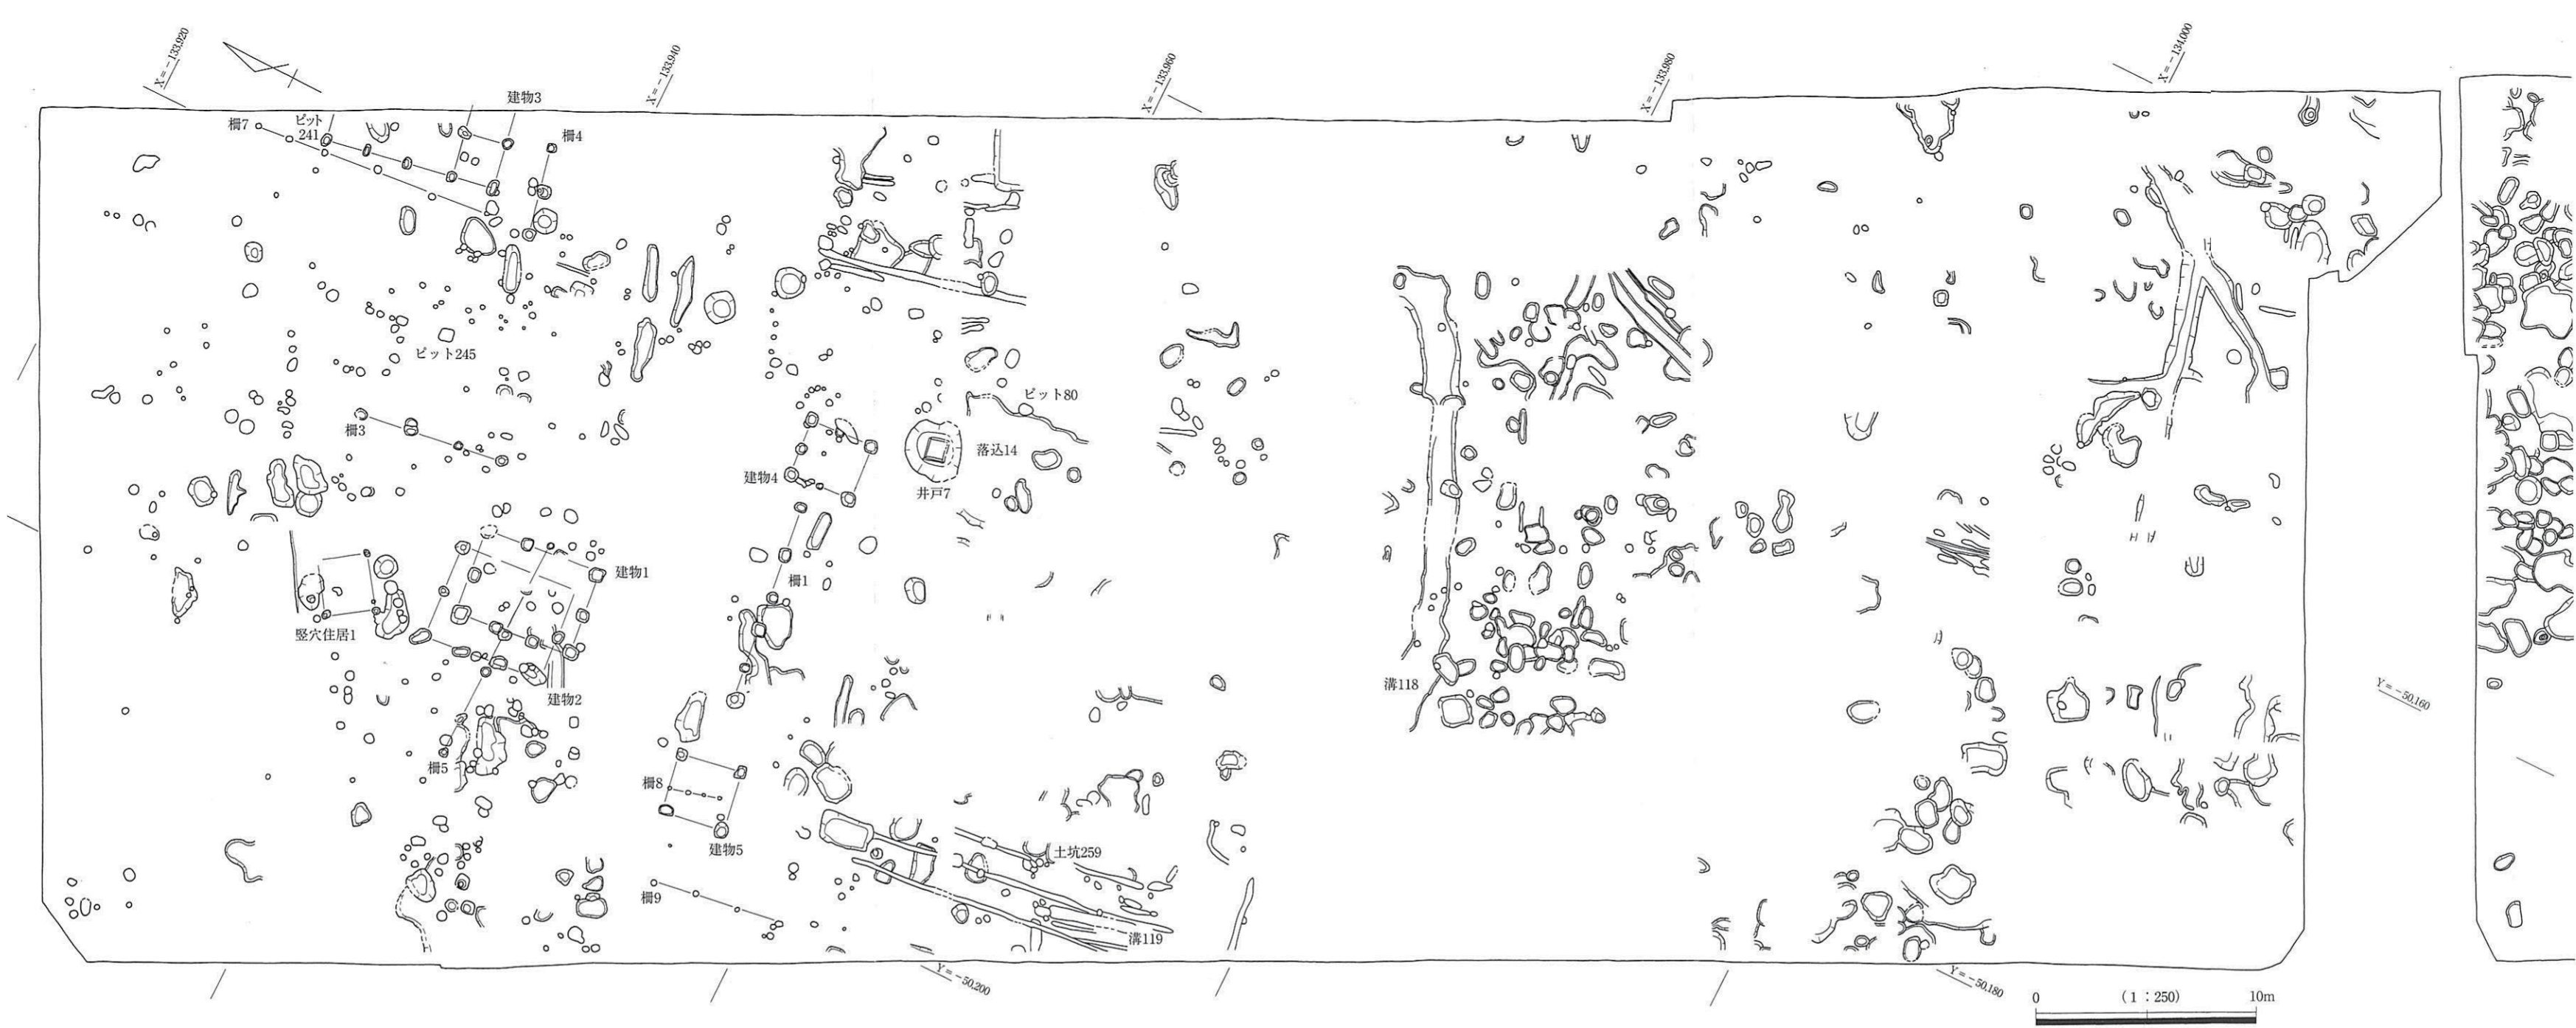 X=-133,920
X=-133,940
X=-133,960
X=-133,980
X=-134,000
建物3
柵7
ピット
241
柵4
ピット245
柵3
ピット80
建物4
落込14
井戸7
建物1
柵1
竪穴住居1
建物2
溝118
Y=-50,160
柵5
柵8
建物5
土坑259
柵9
溝119
Y=-50,200
Y=-50,180
0 (1：250) 10m